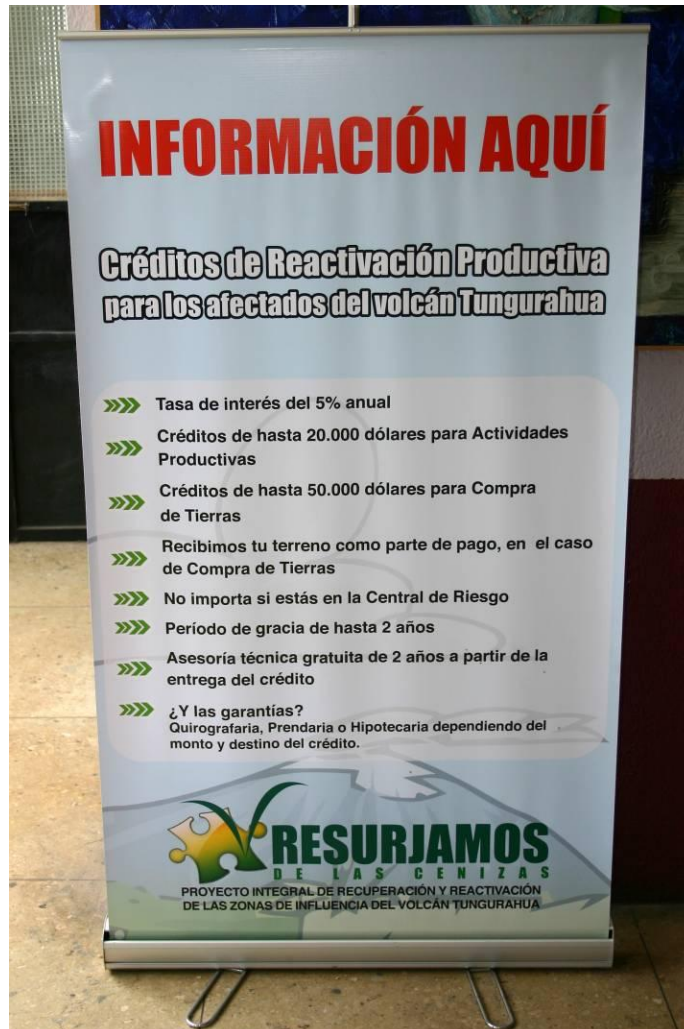 INFORMACIÓN AQUÍ
Créditos de Reactivación Productiva
para los afectados del volcán Tungurahua
Tasa de interés del 5% anual
Créditos de hasta 20.000 dólares para Actividades
Productivas
Créditos de hasta 50.000 dólares para Compra
de Tierras
Recibimos tu terreno como parte de pago, en el caso
de Compra de Tierras
No importa si estás en la Central de Riesgo
Período de gracia de hasta 2 años
Asesoría técnica gratuita de 2 años a partir de la
entrega del crédito
¿Y las garantías?
Quirografaria, Prendaria o Hipotecaria dependiendo del
monto y destino del crédito.
RESURJAMOS
DE LAS CENIZAS
PROYECTO INTEGRAL DE RECUPERACIÓN Y REACTIVACIÓN
DE LAS ZONAS DE INFLUENCIA DEL VOLCÁN TUNGURAHUA